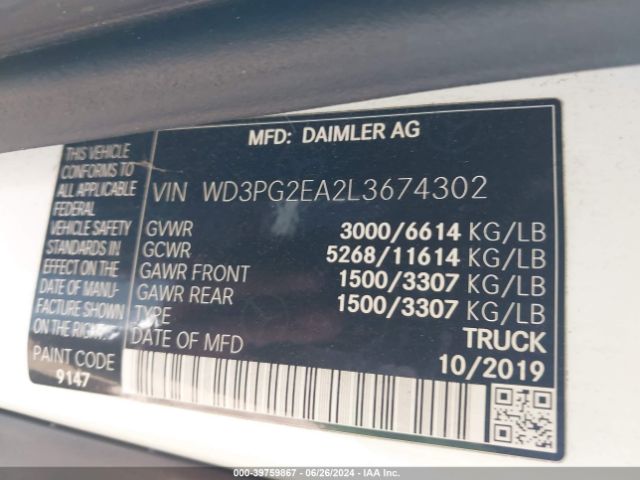 MFD: DAIMLER AG
THIS VEHICLE
CONFORMS TO
ALL APPLICABLE
FEDERAL
VEHICLE SAFETY
STANDARDS IN
EFFECT ON THE
DATE OF MANU-
FACTURE SHOWN
ON THE RIGHT
PAINT CODE
9147
VIN WD3PG2EA2L3674302
GVWR 3000/6614 KG/LB
GCWR 5268/11614 KG/LB
GAWR FRONT 1500/3307 KG/LB
GAWR REAR 1500/3307 KG/LB
TYPE TRUCK
DATE OF MFD 10/2019
000-39759867 - 06/26/2024 - IAAI.COM